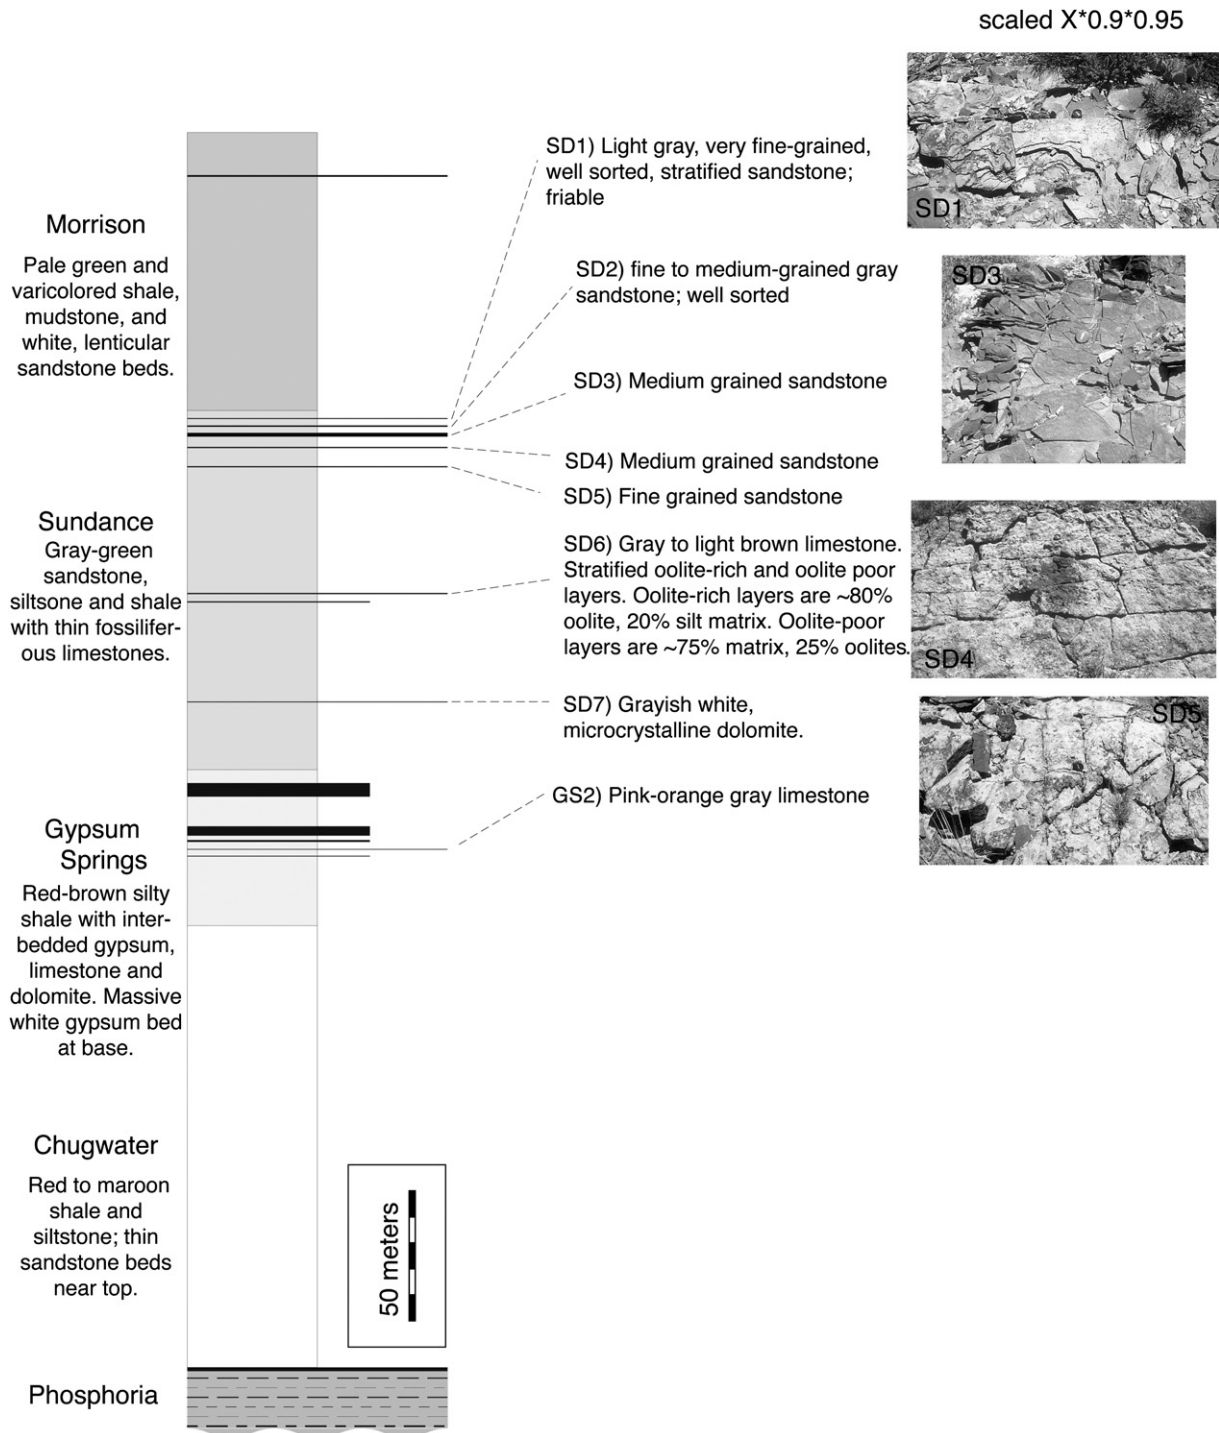 scaled X*0.9*0.95
SD1
SD3
SD4
SD5
SD1) Light gray, very fine-grained,
well sorted, stratified sandstone;
friable
SD2) fine to medium-grained gray
sandstone; well sorted
SD3) Medium grained sandstone
SD4) Medium grained sandstone
SD5) Fine grained sandstone
SD6) Gray to light brown limestone.
Stratified oolite-rich and oolite poor
layers. Oolite-rich layers are ~80%
oolite, 20% silt matrix. Oolite-poor
layers are ~75% matrix, 25% oolites.
SD7) Grayish white,
microcrystalline dolomite.
GS2) Pink-orange gray limestone
Morrison
Pale green and
varicolored shale,
mudstone, and
white, lenticular
sandstone beds.
Sundance
Gray-green
sandstone,
siltsone and shale
with thin fossilifer-
ous limestones.
Gypsum
Springs
Red-brown silty
shale with inter-
bedded gypsum,
limestone and
dolomite. Massive
white gypsum bed
at base.
Chugwater
Red to maroon
shale and
siltstone; thin
sandstone beds
near top.
50 meters
Phosphoria